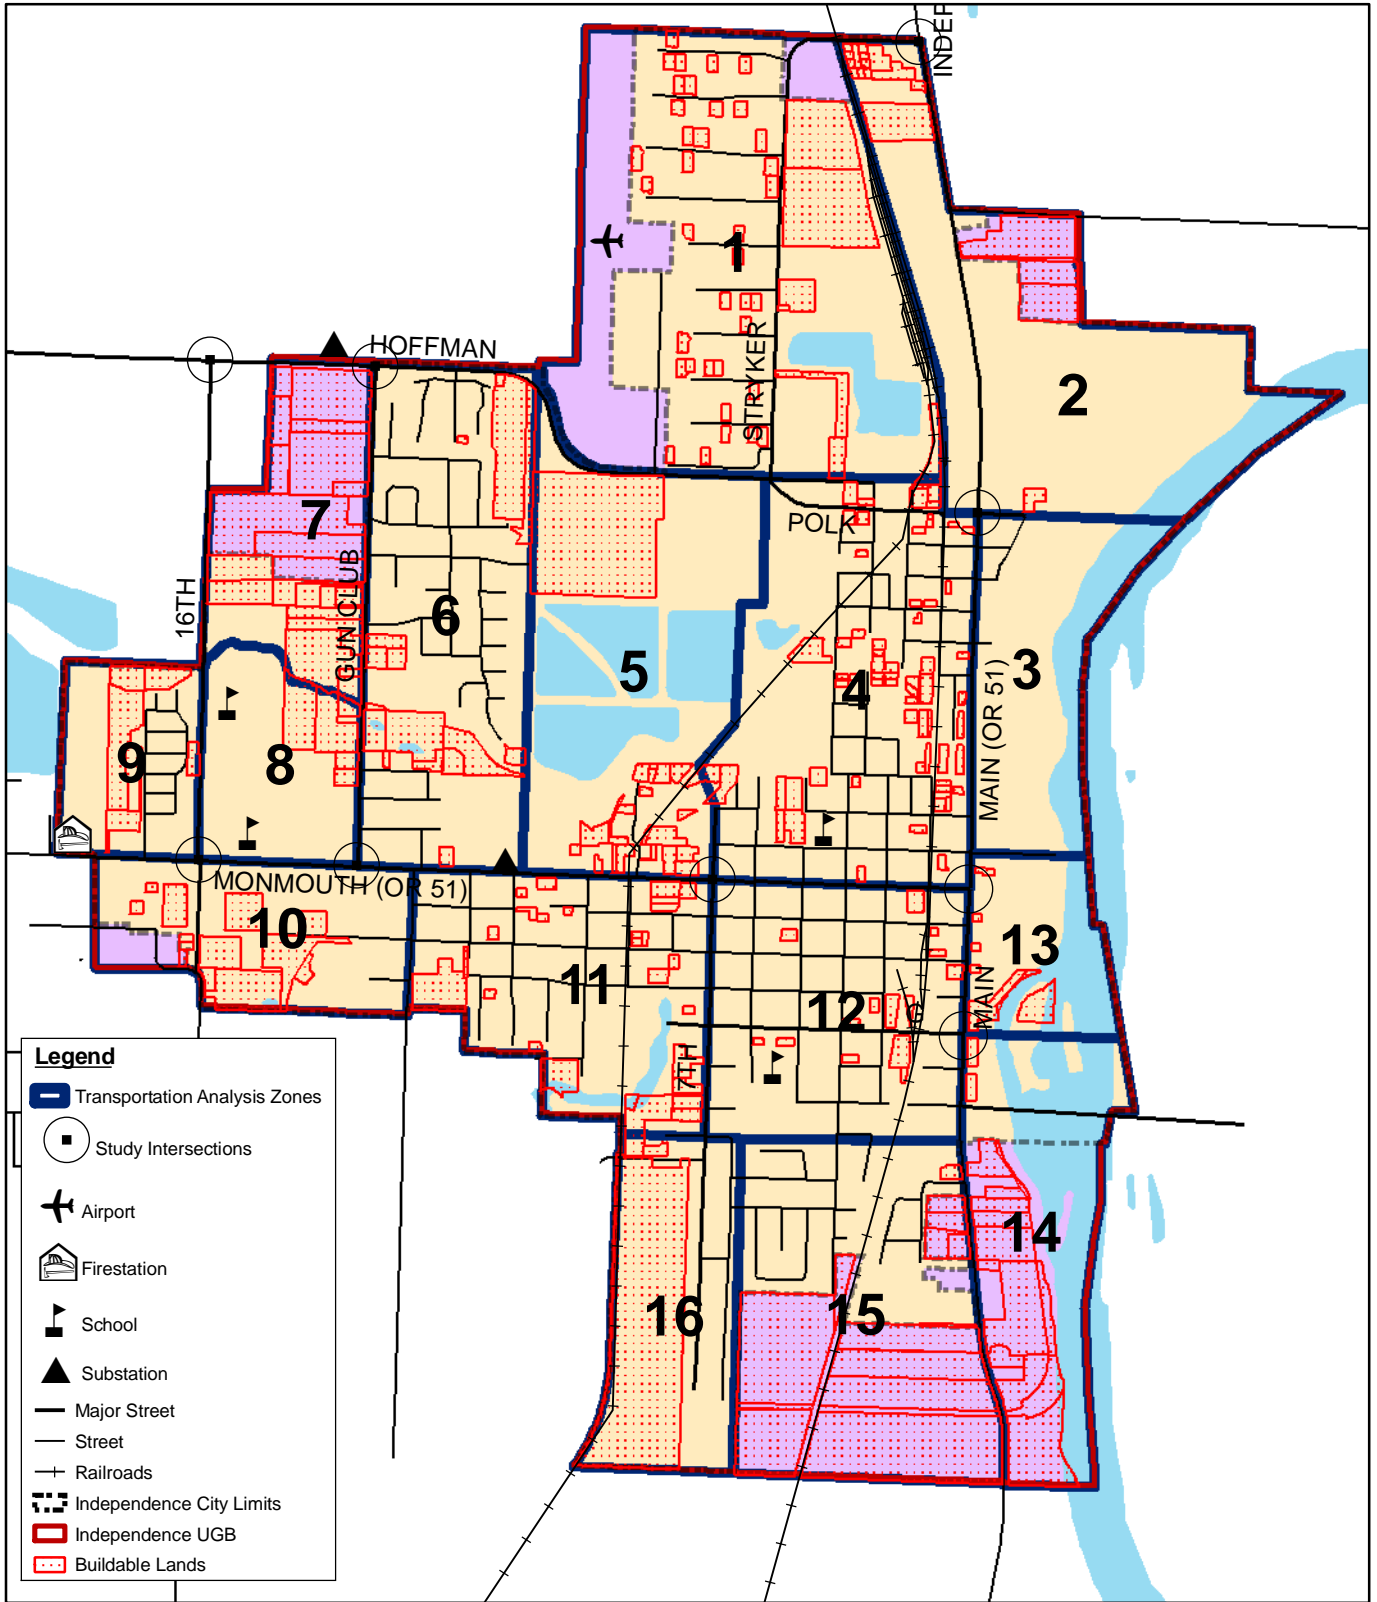 INDEF
1
STRYKER
HOFFMAN
2
7
POLK
16TH
GUN CLUB
6
5
4
3
MAIN (OR 51)
9
8
MONMOUTH (OR 51)
10
13
11
12
MAIN
7TH
14
16
15
Legend
Transportation Analysis Zones
Study Intersections
Airport
Firestation
School
Substation
Major Street
Street
Railroads
Independence City Limits
Independence UGB
Buildable Lands